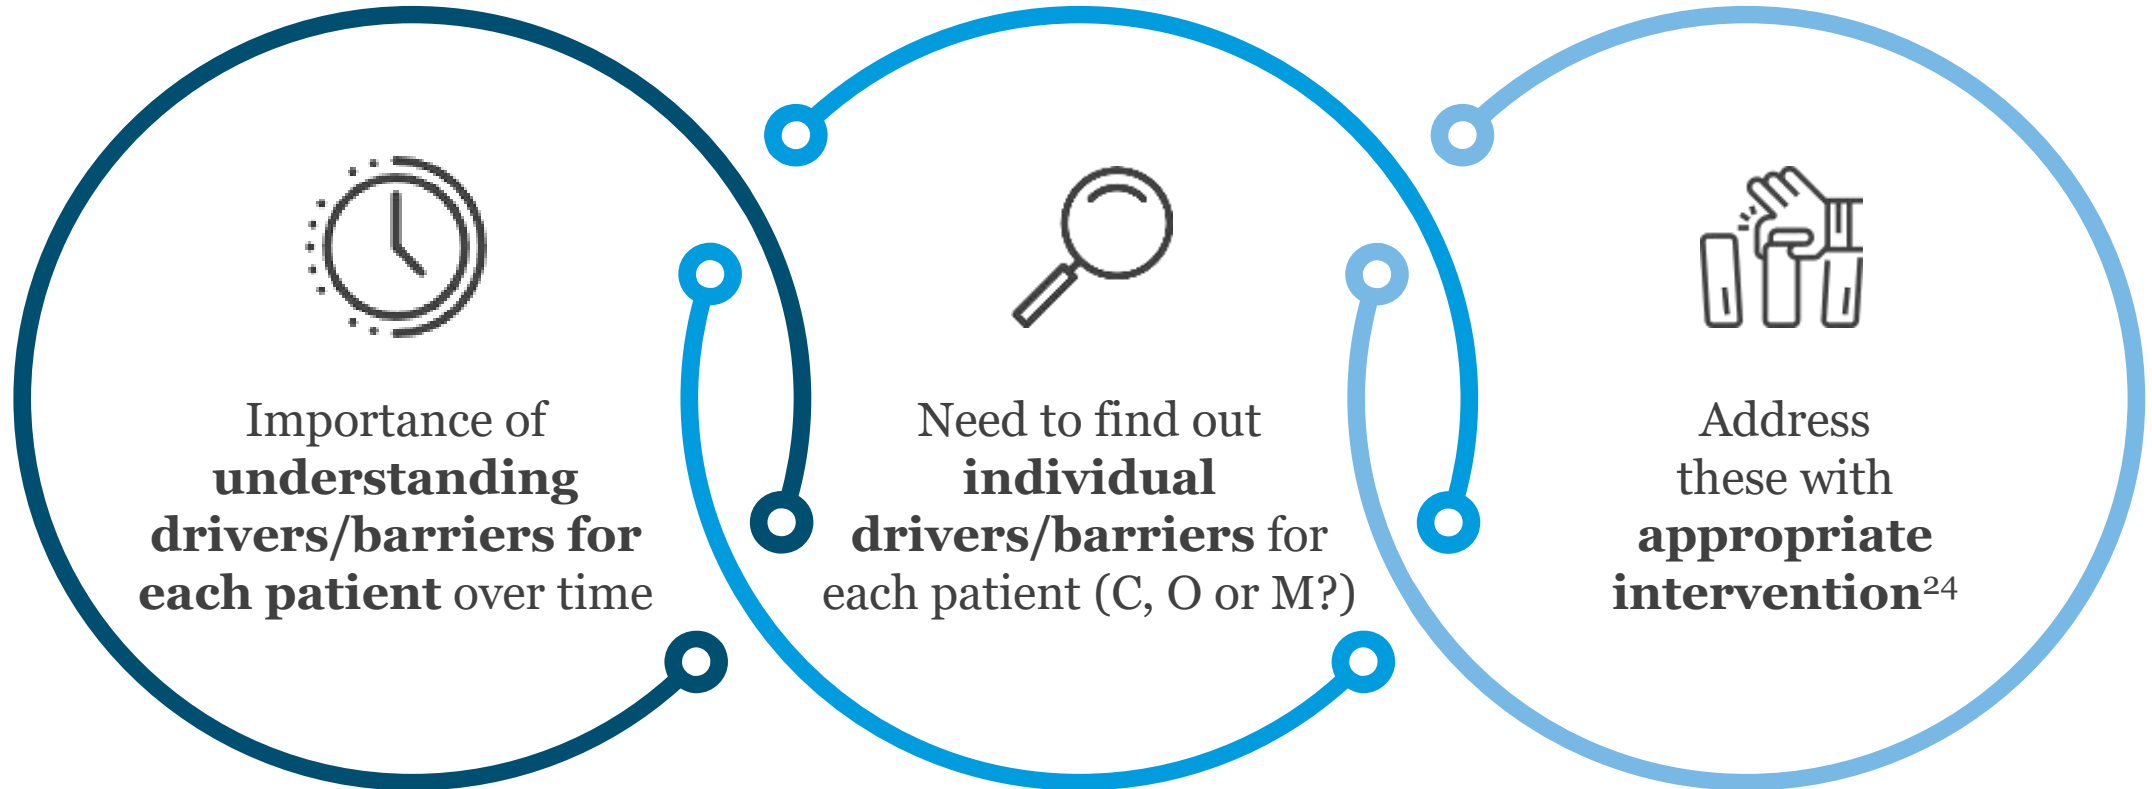 Importance of
understanding
drivers/barriers for
each patient over time
Need to find out
individual
drivers/barriers for
each patient (C, O or M?)
Address
these with
appropriate
intervention24